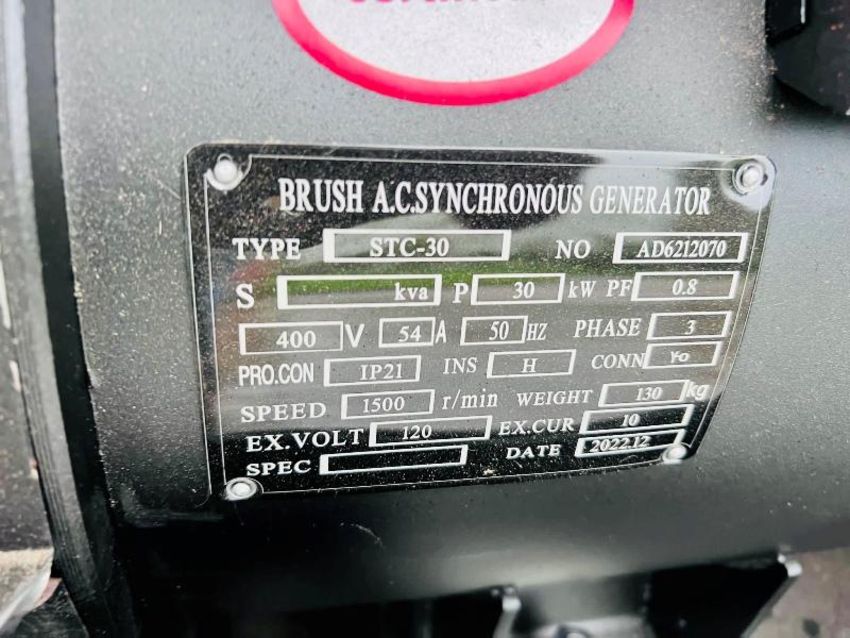 BRUSH A.C.SYNCHRONOUS GENERATOR
TYPE STC-30 NO AD6212070
S kva P 30 kW PF 0.8
400 V 54 A 50 HZ PHASE 3
PRO.CON IP21 INS H CONN Yo
SPEED 1500 r/min WEIGHT 130 kg
EX.VOLT 120 EX.CUR 10
SPEC DATE 2022.12